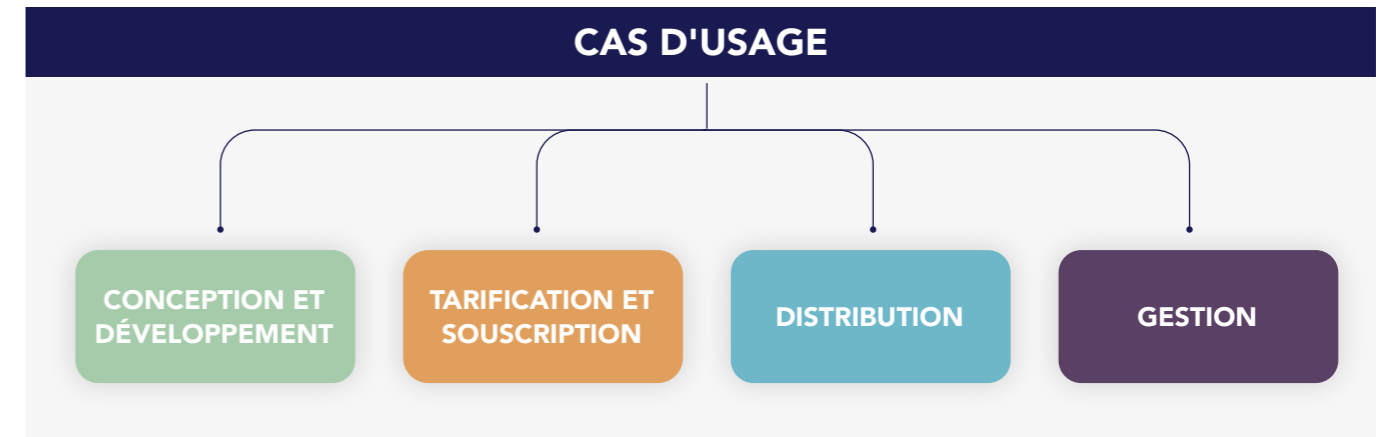 CAS D'USAGE
CONCEPTION ET
DÉVELOPPEMENT
TARIFICATION ET
SOUSCRIPTION
DISTRIBUTION
GESTION